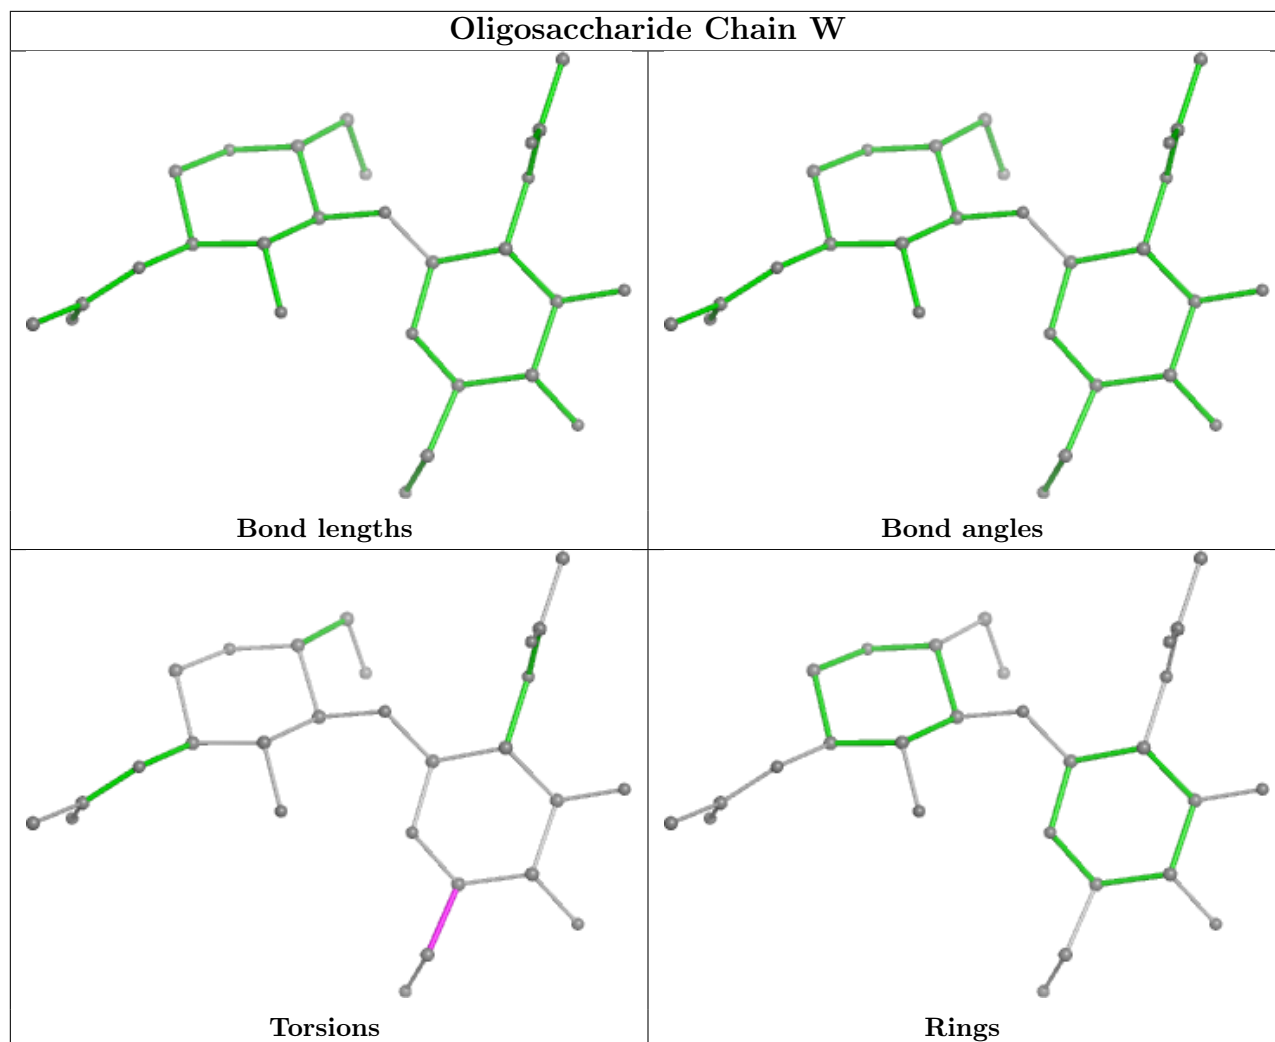 Oligosaccharide Chain W
Bond lengths
Bond angles
Torsions
Rings